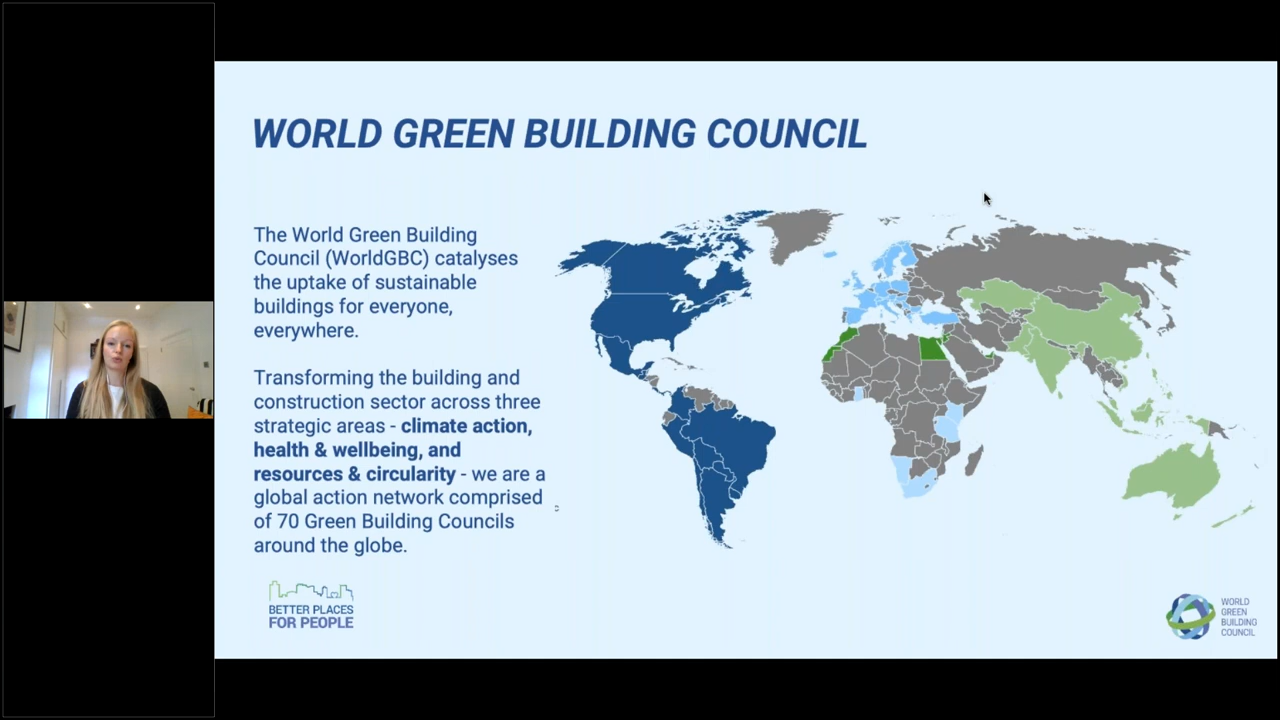 WORLD GREEN BUILDING COUNCIL
The World Green Building
Council (WorldGBC) catalyses
the uptake of sustainable
buildings for everyone,
everywhere.
Transforming the building and
construction sector across three
strategic areas - climate action,
health & wellbeing, and
resources & circularity - we are a
global action network comprised
of 70 Green Building Councils
around the globe.
BETTER PLACES
FOR PEOPLE
WORLD
GREEN
BUILDING
COUNCIL